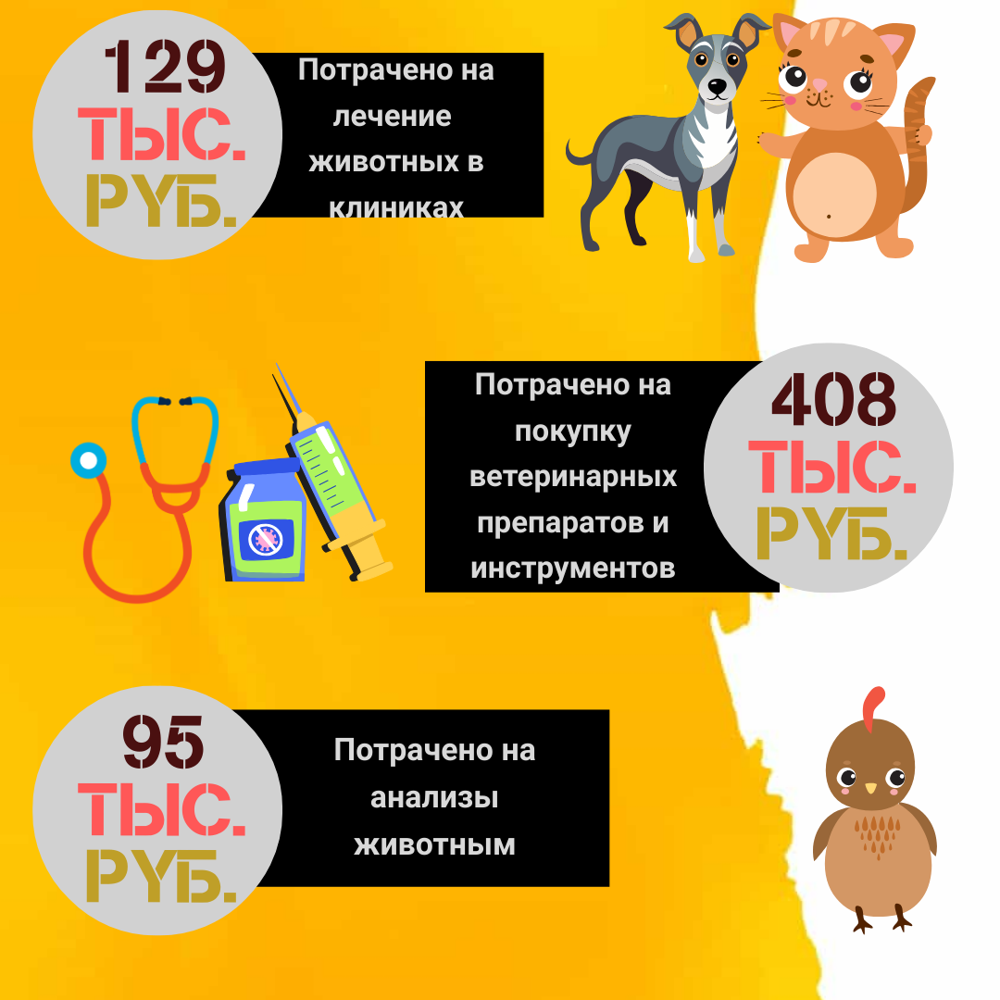 129
ТЫС.
РУБ.
Потрачено на
лечение
животных в
клиниках
Потрачено на
покупку
ветеринарных
препаратов и
инструментов
408
ТЫС.
РУБ.
95
ТЫС.
РУБ.
Потрачено на
анализы
животным